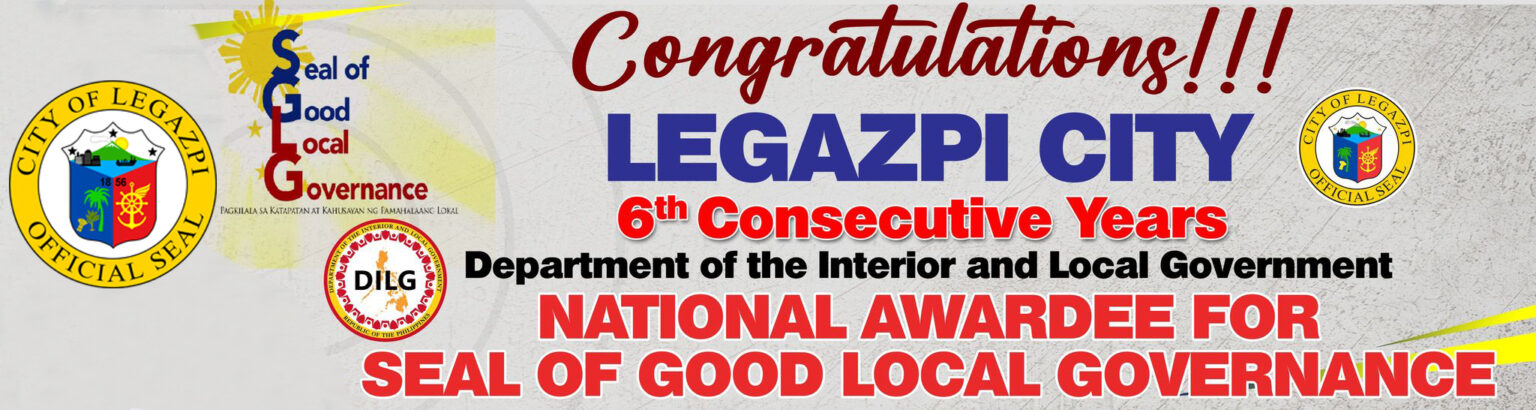 CITY OF LEGAZPI
1856
OFFICIAL SEAL
Seal of
Good
Local
Governance
PAGKILALA SA KATAPATAN AT KAHUSAYAN NG PAMAHALAANG LOKAL
DEPARTMENT OF THE INTERIOR AND LOCAL GOVERNMENT
DILG
REPUBLIC OF THE PHILIPPINES
Congratulations!!!
LEGAZPI CITY
6th Consecutive Years
Department of the Interior and Local Government
NATIONAL AWARDEE FOR
SEAL OF GOOD LOCAL GOVERNANCE
CITY OF LEGAZPI
OFFICIAL SEAL